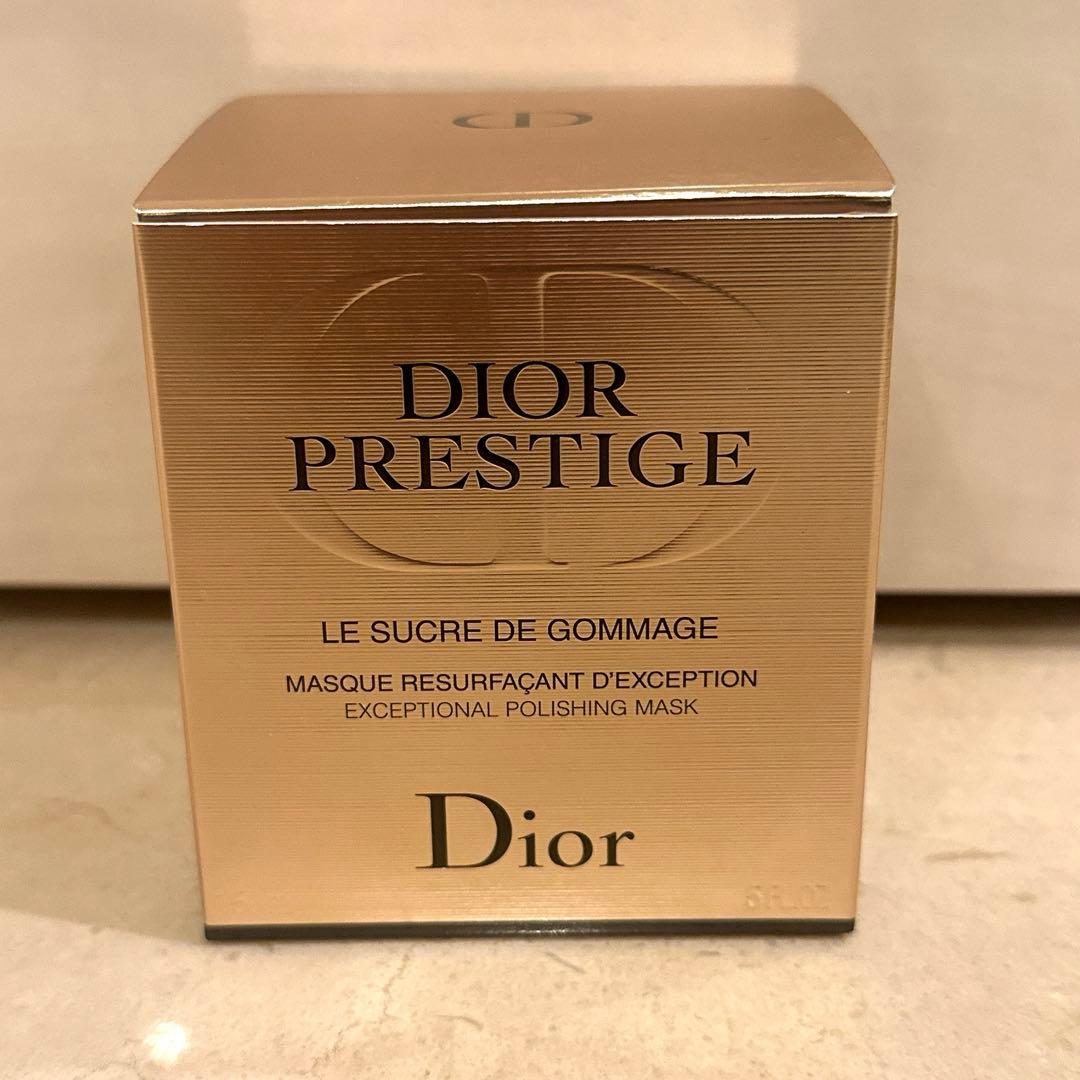 DIOR
PRESTIGE
LE SUCRE DE GOMMAGE
MASQUE RESURFAÇANT D'EXCEPTION
EXCEPTIONAL POLISHING MASK
Dior